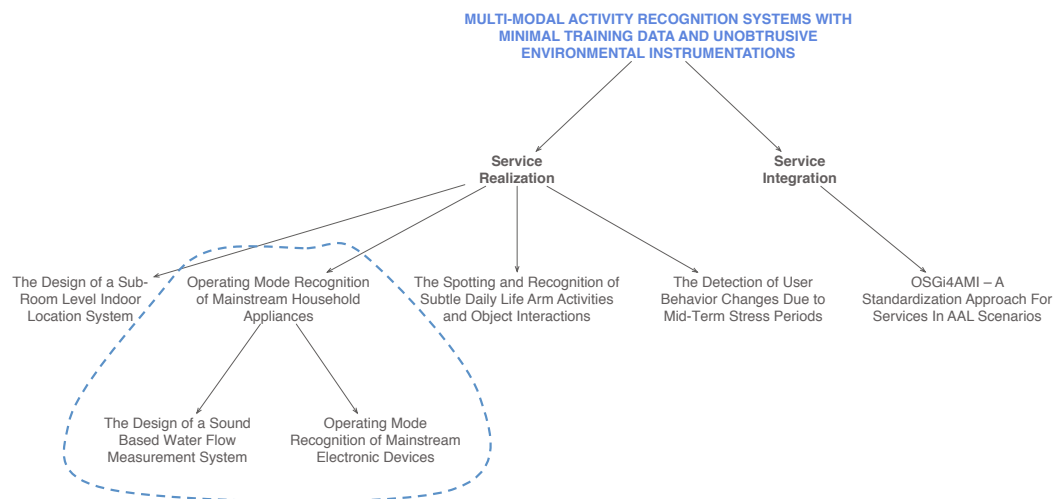 MULTI-MODAL ACTIVITY RECOGNITION SYSTEMS WITH
MINIMAL TRAINING DATA AND UNOBTRUSIVE
ENVIRONMENTAL INSTRUMENTATIONS
Service
Realization
Service
Integration
The Design of a Sub-
Room Level Indoor
Location System
Operating Mode Recognition
of Mainstream Household
Appliances
The Spotting and Recognition of
Subtle Daily Life Arm Activities
and Object Interactions
The Detection of User
Behavior Changes Due to
Mid-Term Stress Periods
OSGi4AMI – A
Standardization Approach For
Services In AAL Scenarios
The Design of a Sound
Based Water Flow
Measurement System
Operating Mode
Recognition of Mainstream
Electronic Devices